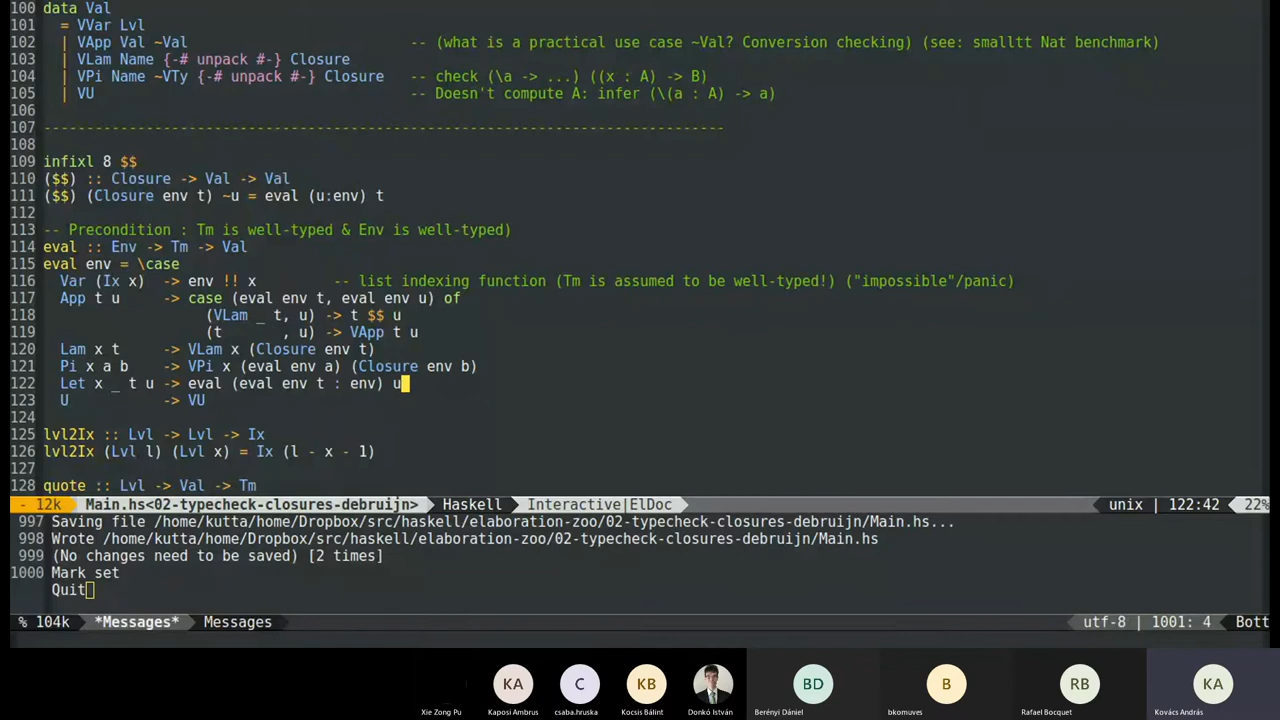 100 data Val
101   = VVar Lvl
102   | VApp Val ~Val                          -- (what is a practical use case ~Val? Conversion checking) (see: smalltt Nat benchmark)
103   | VLam Name {-# unpack #-} Closure
104   | VPi Name ~VTy {-# unpack #-} Closure   -- check (\a -> ...) ((x : A) -> B)
105   | VU                                     -- Doesn't compute A: infer (\(a : A) -> a)
106
107 --------------------------------------------------------------------------------
108
109 infixl 8 $$
110 ($$) :: Closure -> Val -> Val
111 ($$) (Closure env t) ~u = eval (u:env) t
112
113 -- Precondition : Tm is well-typed & Env is well-typed)
114 eval :: Env -> Tm -> Val
115 eval env = \case
116   Var (Ix x)  -> env !! x         -- list indexing function (Tm is assumed to be well-typed!) ("impossible"/panic)
117   App t u     -> case (eval env t, eval env u) of
118                    (VLam _ t, u) -> t $$ u
119                    (t       , u) -> VApp t u
120   Lam x t     -> VLam x (Closure env t)
121   Pi x a b    -> VPi x (eval env a) (Closure env b)
122   Let x _ t u -> eval (eval env t : env) u
123   U           -> VU
124
125 lvl2Ix :: Lvl -> Lvl -> Ix
126 lvl2Ix (Lvl l) (Lvl x) = Ix (l - x - 1)
127
128 quote :: Lvl -> Val -> Tm
- 12k Main.hs<02-typecheck-closures-debruijn> Haskell Interactive|ElDoc unix | 122:42 22%
997 Saving file /home/kutta/home/Dropbox/src/haskell/elaboration-zoo/02-typecheck-closures-debruijn/Main.hs...
998 Wrote /home/kutta/home/Dropbox/src/haskell/elaboration-zoo/02-typecheck-closures-debruijn/Main.hs
999 (No changes need to be saved) [2 times]
1000 Mark set
Quit
% 104k *Messages* Messages utf-8 | 1001: 4 Bott
KA C KB BD B RB KA
Xie Zong Pu Kaposi Ambrus csaba.hruska Kocsis Bálint Donkó István Berényi Dániel bkomuves Rafael Bocquet Kovács András